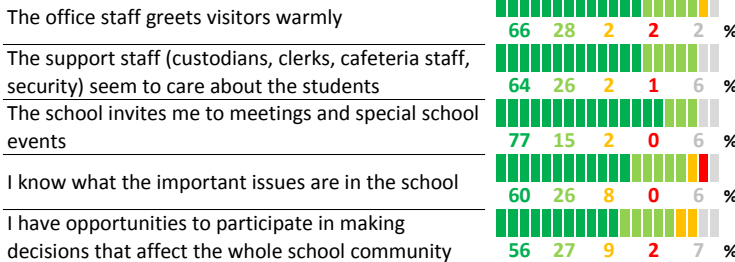 The office staff greets visitors warmly
66 28 2 2 2 %
The support staff (custodians, clerks, cafeteria staff,
security) seem to care about the students
64 26 2 1 6 %
The school invites me to meetings and special school
events
77 15 2 0 6 %
I know what the important issues are in the school
60 26 8 0 6 %
I have opportunities to participate in making
decisions that affect the whole school community
56 27 9 2 7 %